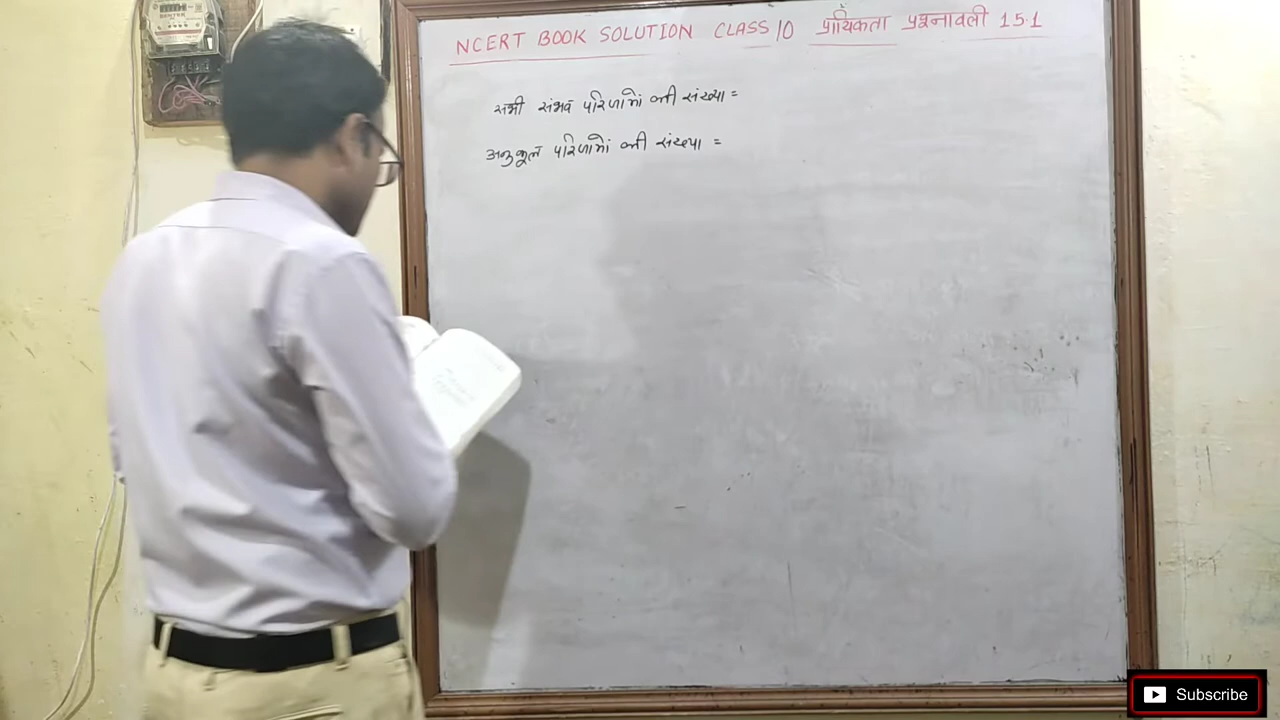 NCERT BOOK SOLUTION CLASS 10 प्रायिकता प्रश्नावली 15.1
सभी संभव परिणामों की संख्या =
अनुकूल परिणामों की संख्या =
Subscribe